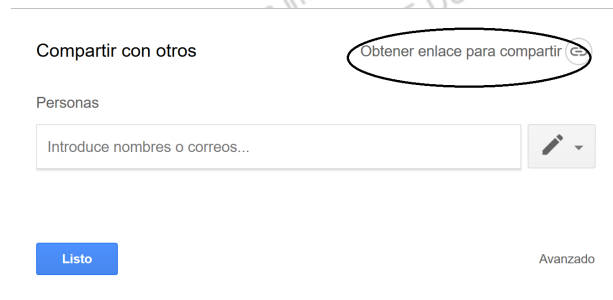 Compartir con otros
Obtener enlace para compartir
Personas
Introduce nombres o correos...
Listo
Avanzado